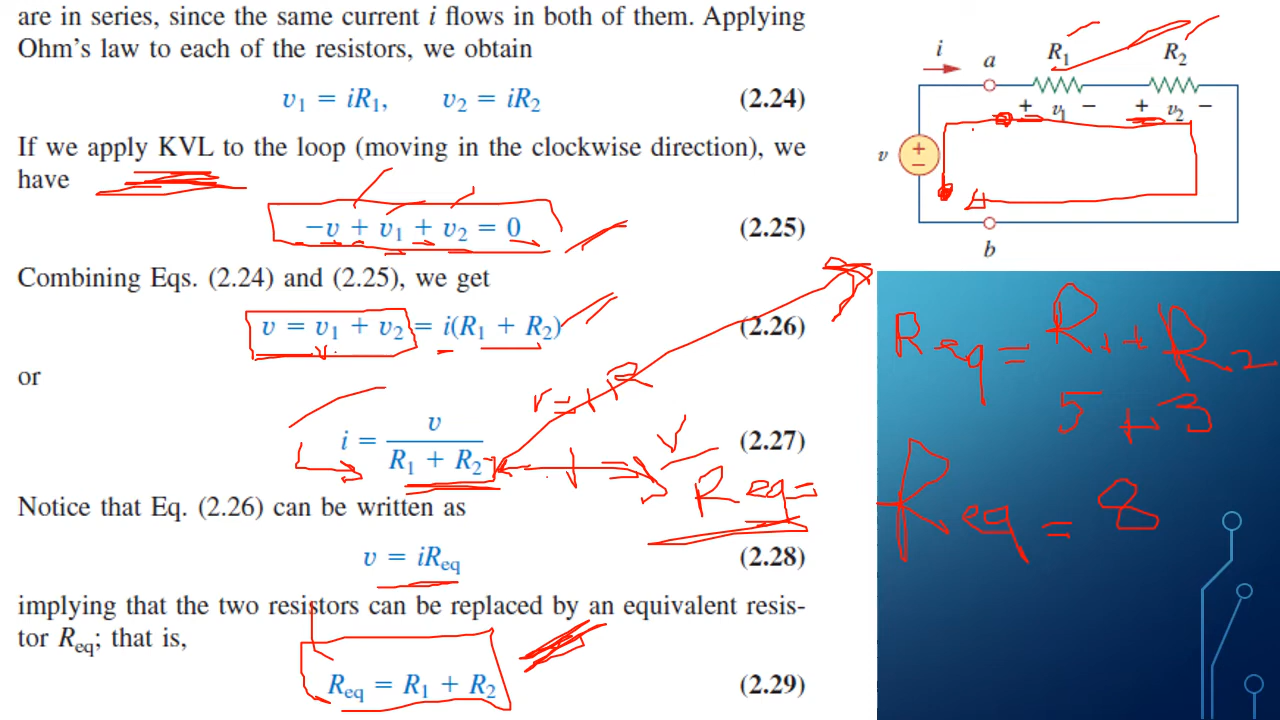 are in series, since the same current i flows in both of them. Applying
Ohm's law to each of the resistors, we obtain
v₁ = iR₁, v₂ = iR₂ (2.24)
If we apply KVL to the loop (moving in the clockwise direction), we
have
−v + v₁ + v₂ = 0 (2.25)
Combining Eqs. (2.24) and (2.25), we get
v = v₁ + v₂ = i(R₁ + R₂) (2.26)
or
i = v / (R₁ + R₂) (2.27)
Notice that Eq. (2.26) can be written as
v = iReq (2.28)
implying that the two resistors can be replaced by an equivalent resis-
tor Req; that is,
Req = R₁ + R₂ (2.29)
Req =
i a R₁ R₂
+ v₁ − + v₂ −
v + −
b
Req = R₁ + R₂
5 + 3
Req = 8